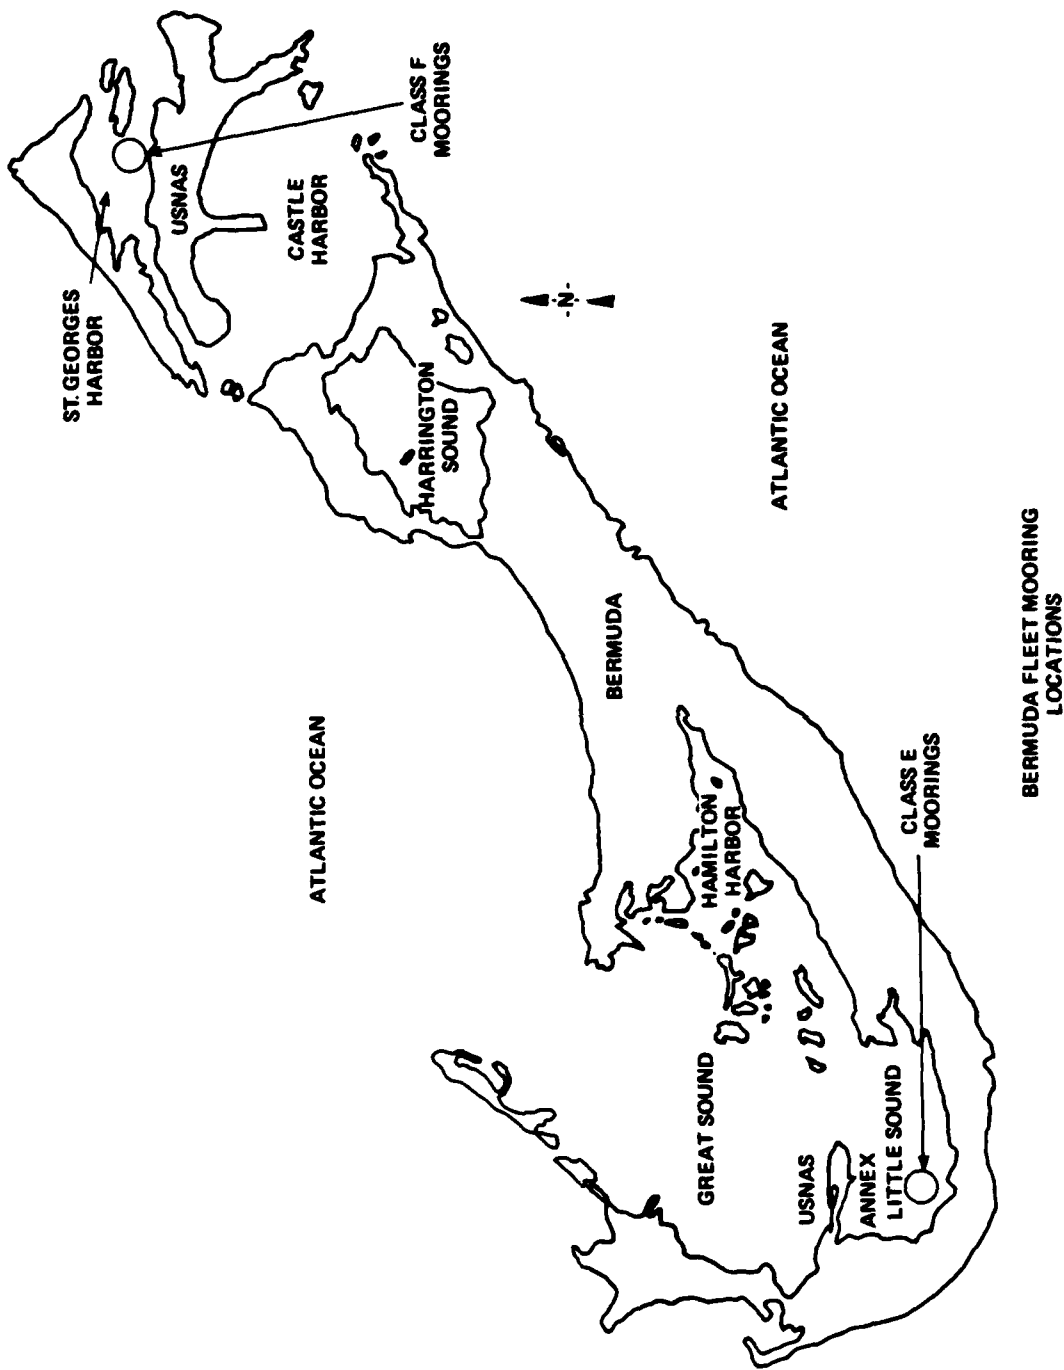 ST. GEORGES
HARBOR
USNAS
CLASS F
MOORINGS
CASTLE
HARBOR
HARRINGTON
SOUND
-N-
ATLANTIC OCEAN
ATLANTIC OCEAN
BERMUDA
HAMILTON
HARBOR
GREAT SOUND
USNAS
ANNEX
LITTLE SOUND
CLASS E
MOORINGS
BERMUDA FLEET MOORING
LOCATIONS